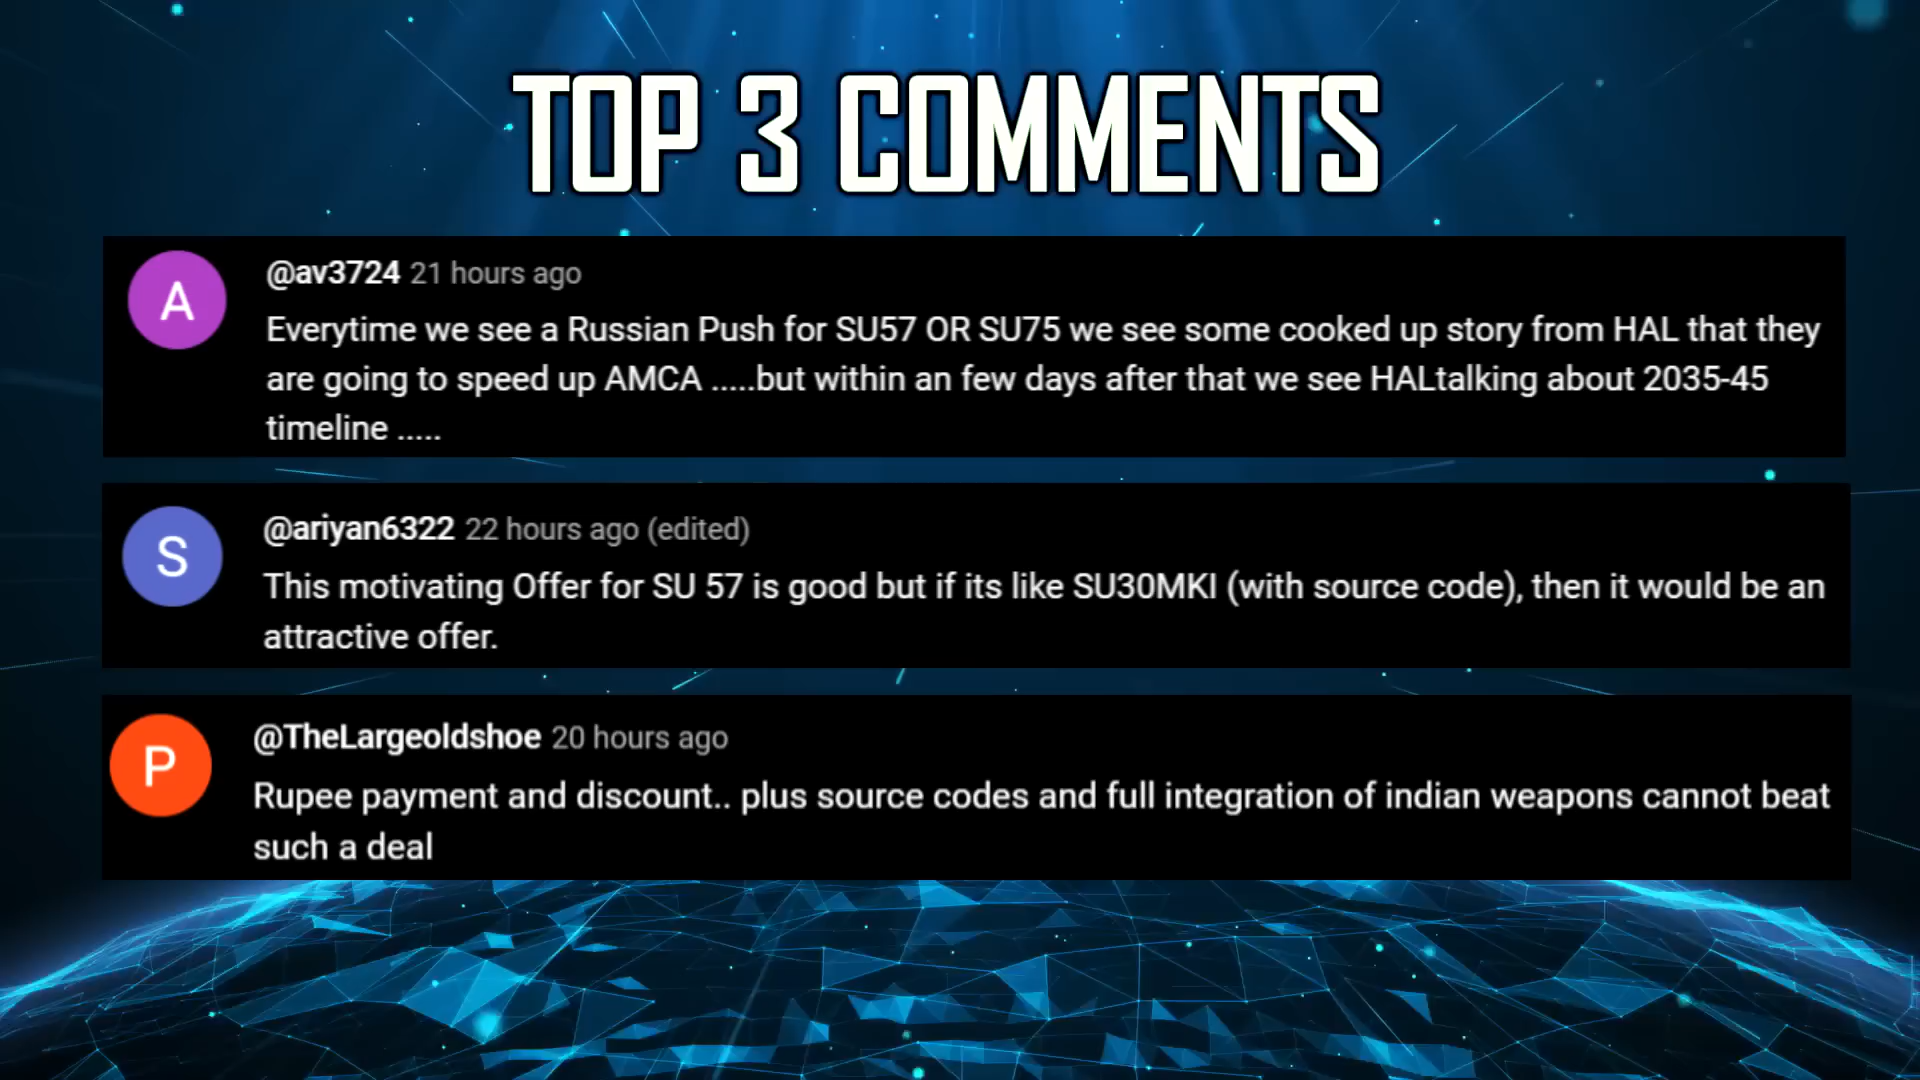 TOP 3 COMMENTS
A
@av3724 21 hours ago
Everytime we see a Russian Push for SU57 OR SU75 we see some cooked up story from HAL that they
are going to speed up AMCA .....but within an few days after that we see HALtalking about 2035-45
timeline .....
S
@ariyan6322 22 hours ago (edited)
This motivating Offer for SU 57 is good but if its like SU30MKI (with source code), then it would be an
attractive offer.
P
@TheLargeoldshoe 20 hours ago
Rupee payment and discount.. plus source codes and full integration of indian weapons cannot beat
such a deal